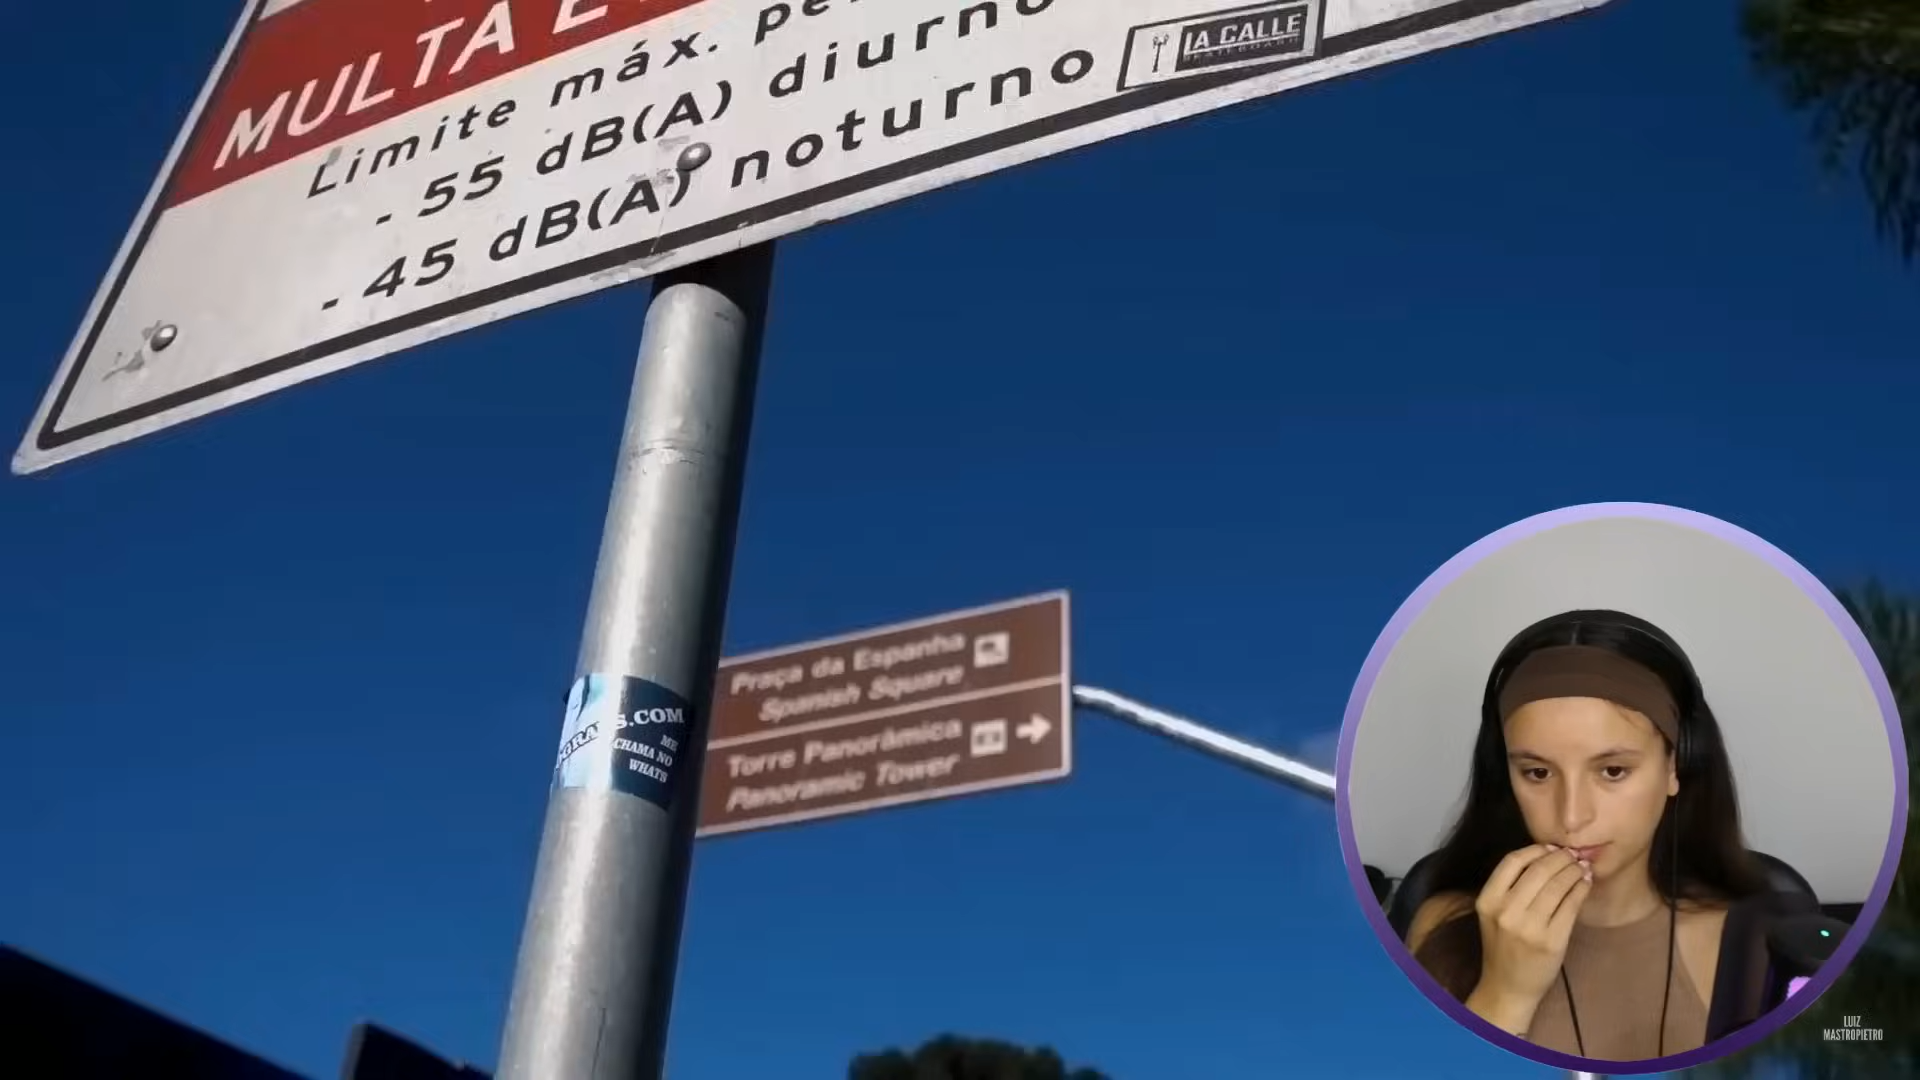 MULTA E
Limite máx. pe
- 55 dB(A) diurno
- 45 dB(A) noturno
LA CALLE
SKATEBOARD
Praça da Espanha
Spanish Square
Torre Panorâmica
Panoramic Tower
S.COM
ME
CHAMA NO
WHATS
LUIZ
MASTROPIETRO